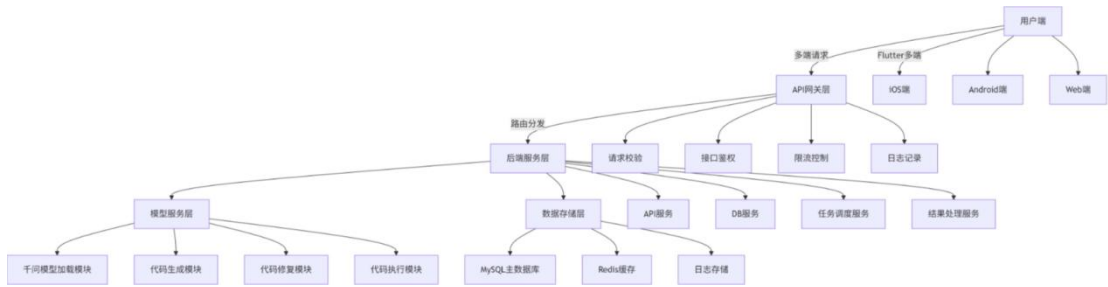 用户端
多端请求
Flutter多端
API网关层
iOS端
Android端
Web端
路由分发
后端服务层
请求校验
接口鉴权
限流控制
日志记录
模型服务层
数据存储层
API服务
DB服务
任务调度服务
结果处理服务
千问模型加载模块
代码生成模块
代码修复模块
代码执行模块
MySQL主数据库
Redis缓存
日志存储